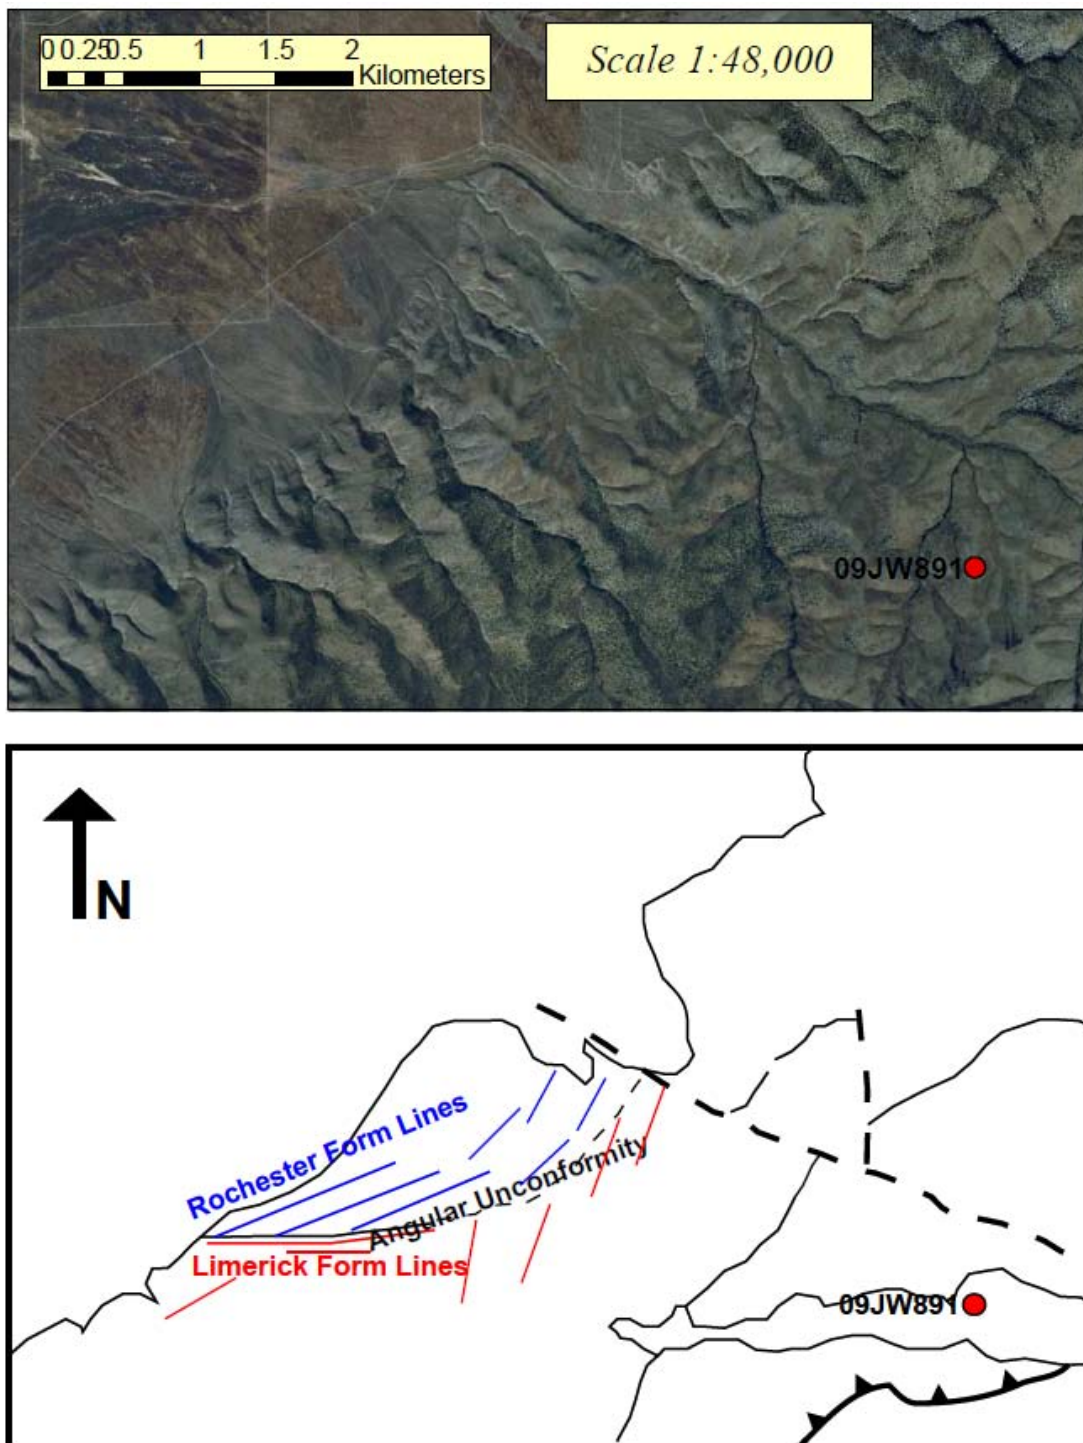 0 0.25 0.5 1 1.5 2
Kilometers
Scale 1:48,000
09JW891
N
Rochester Form Lines
Angular Unconformity
Limerick Form Lines
09JW891